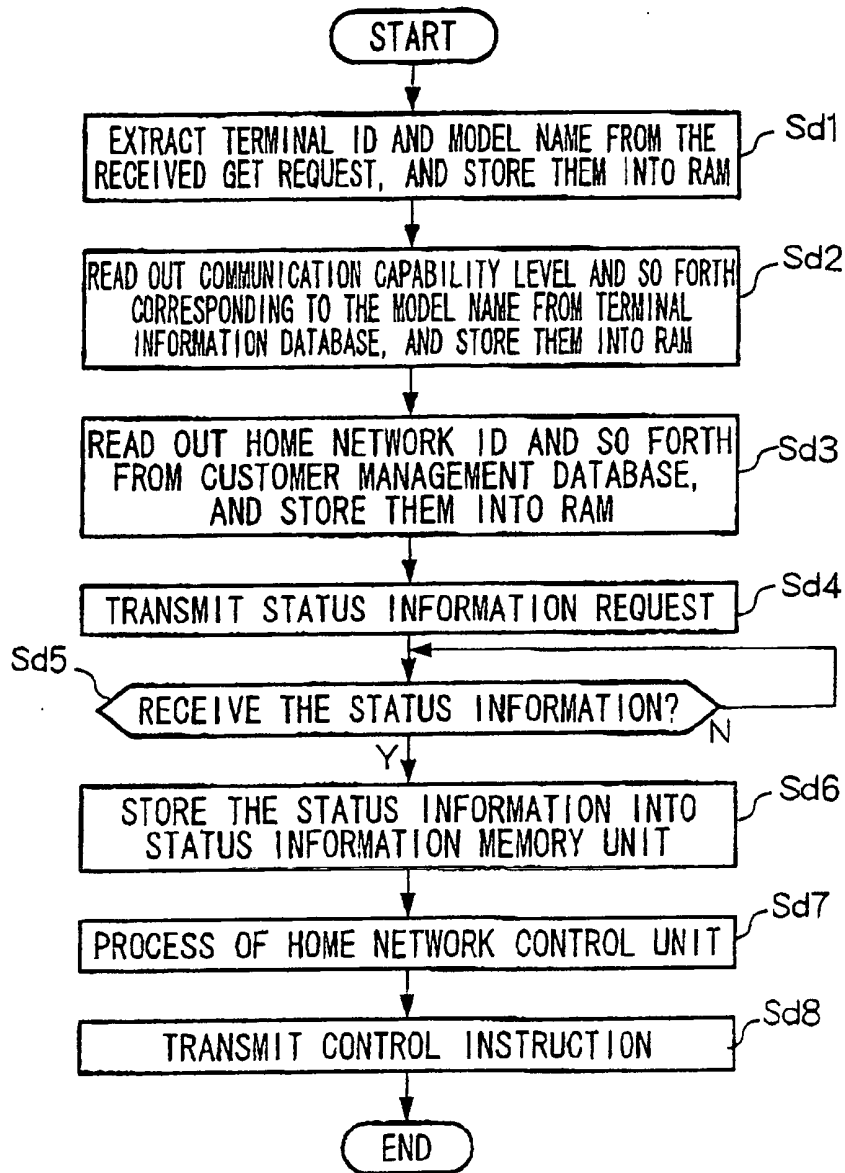 START
EXTRACT TERMINAL ID AND MODEL NAME FROM THE
RECEIVED GET REQUEST, AND STORE THEM INTO RAM
Sd1
READ OUT COMMUNICATION CAPABILITY LEVEL AND SO FORTH
CORRESPONDING TO THE MODEL NAME FROM TERMINAL
INFORMATION DATABASE, AND STORE THEM INTO RAM
Sd2
READ OUT HOME NETWORK ID AND SO FORTH
FROM CUSTOMER MANAGEMENT DATABASE,
AND STORE THEM INTO RAM
Sd3
TRANSMIT STATUS INFORMATION REQUEST
Sd4
Sd5
RECEIVE THE STATUS INFORMATION?
N
Y
STORE THE STATUS INFORMATION INTO
STATUS INFORMATION MEMORY UNIT
Sd6
PROCESS OF HOME NETWORK CONTROL UNIT
Sd7
TRANSMIT CONTROL INSTRUCTION
Sd8
END